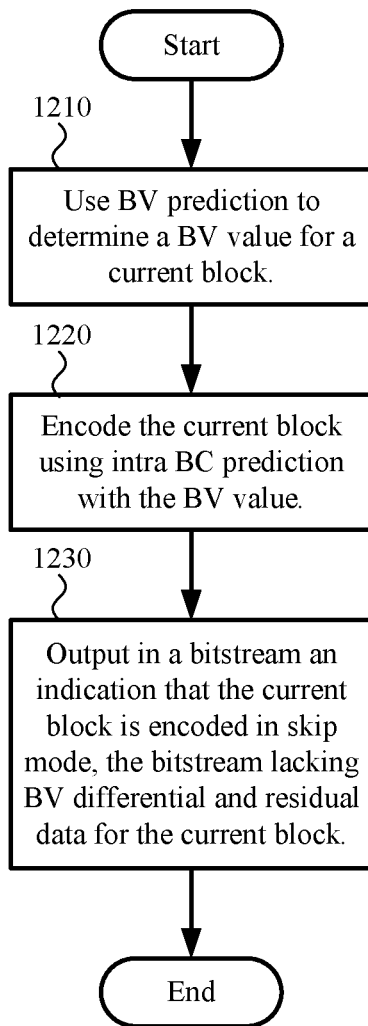 Start
1210
Use BV prediction to
determine a BV value for a
current block.
1220
Encode the current block
using intra BC prediction
with the BV value.
1230
Output in a bitstream an
indication that the current
block is encoded in skip
mode, the bitstream lacking
BV differential and residual
data for the current block.
End